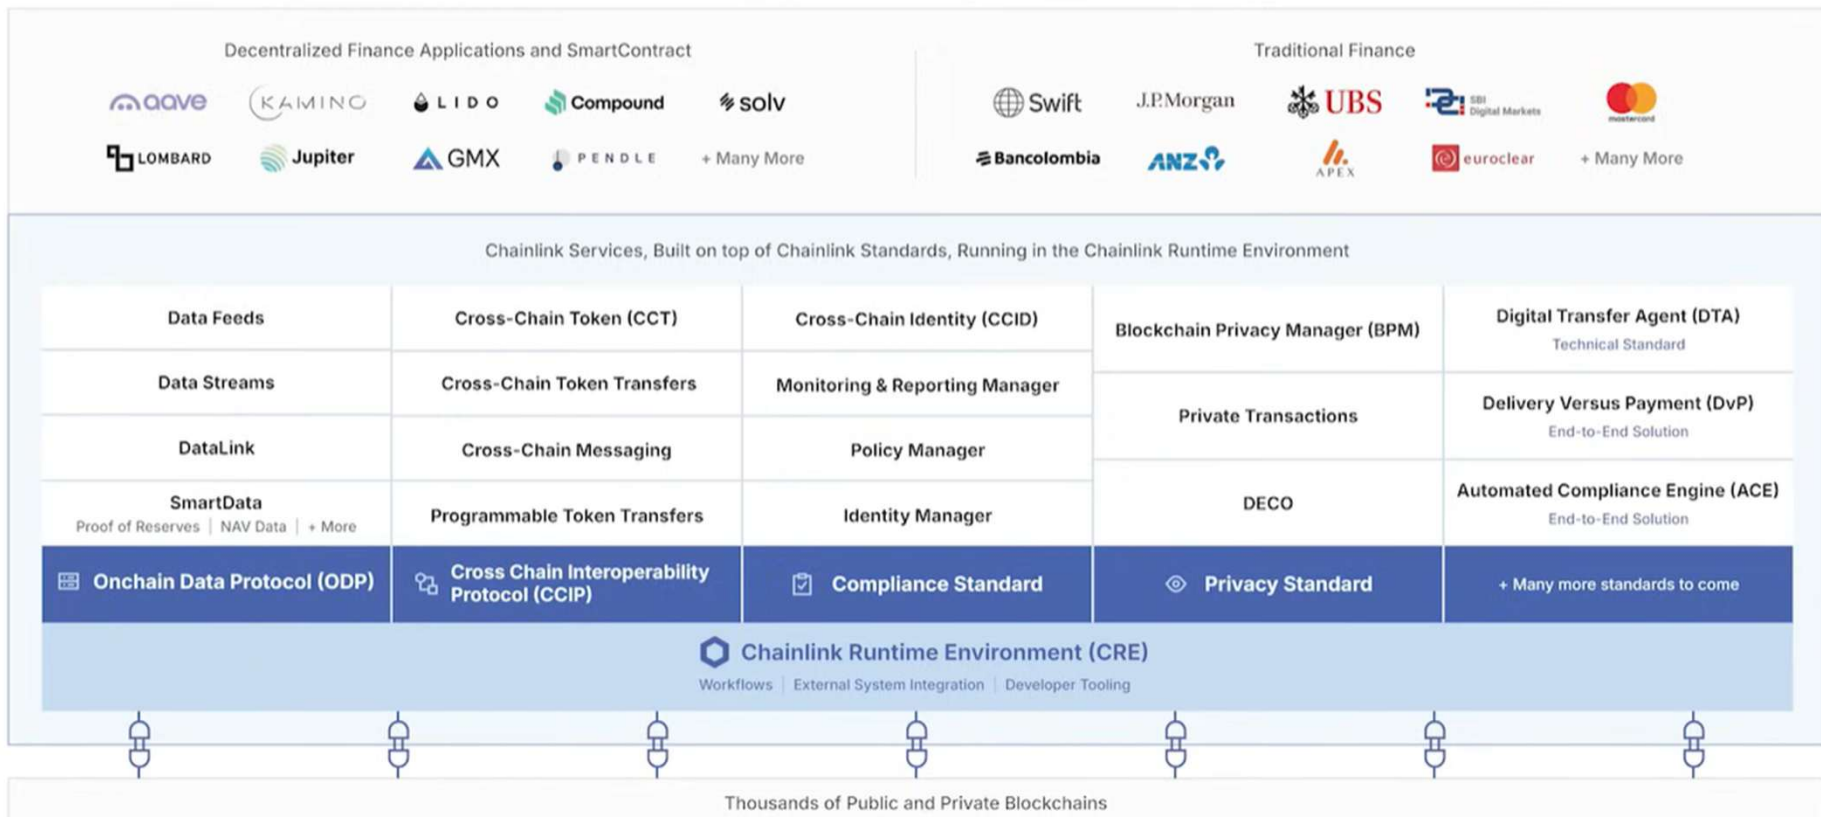 Decentralized Finance Applications and SmartContract
Traditional Finance
aave
KAMINO
LIDO
Compound
solv
Swift
J.P.Morgan
UBS
SBI
Digital Markets
mastercard
LOMBARD
Jupiter
GMX
PENDLE
+ Many More
Bancolombia
ANZ
APEX
euroclear
+ Many More
Chainlink Services, Built on top of Chainlink Standards, Running in the Chainlink Runtime Environment
Data Feeds
Data Streams
DataLink
SmartData
Proof of Reserves | NAV Data | + More
Onchain Data Protocol (ODP)
Cross-Chain Token (CCT)
Cross-Chain Token Transfers
Cross-Chain Messaging
Programmable Token Transfers
Cross Chain Interoperability
Protocol (CCIP)
Cross-Chain Identity (CCID)
Monitoring & Reporting Manager
Policy Manager
Identity Manager
Compliance Standard
Blockchain Privacy Manager (BPM)
Private Transactions
DECO
Privacy Standard
Digital Transfer Agent (DTA)
Technical Standard
Delivery Versus Payment (DvP)
End-to-End Solution
Automated Compliance Engine (ACE)
End-to-End Solution
+ Many more standards to come
Chainlink Runtime Environment (CRE)
Workflows | External System Integration | Developer Tooling
Thousands of Public and Private Blockchains